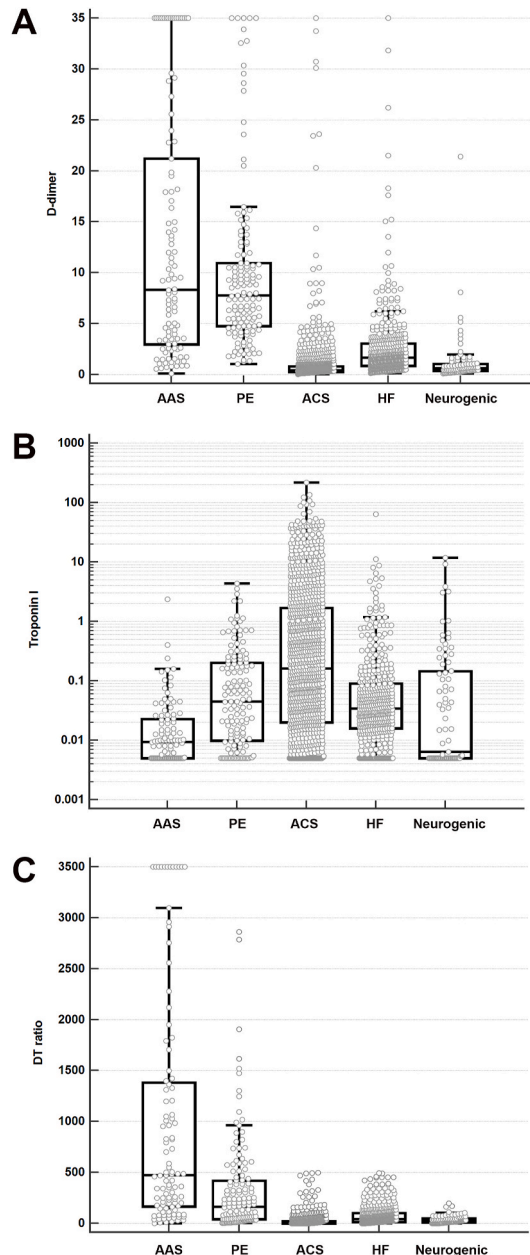 A
35
30
25
20
15
10
5
0
D-dimer
AAS PE ACS HF Neurogenic
B
1000
100
10
1
0.1
0.01
0.001
Troponin I
AAS PE ACS HF Neurogenic
C
3500
3000
2500
2000
1500
1000
500
0
DT ratio
AAS PE ACS HF Neurogenic